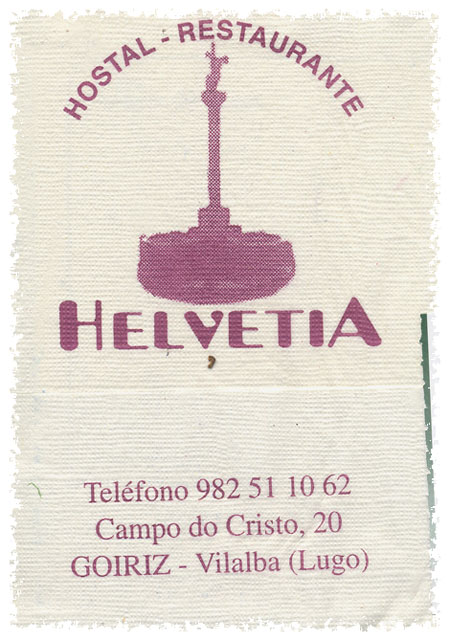 HOSTAL - RESTAURANTE
HELVETIA
Teléfono 982 51 10 62
Campo do Cristo, 20
GOIRIZ - Vilalba (Lugo)